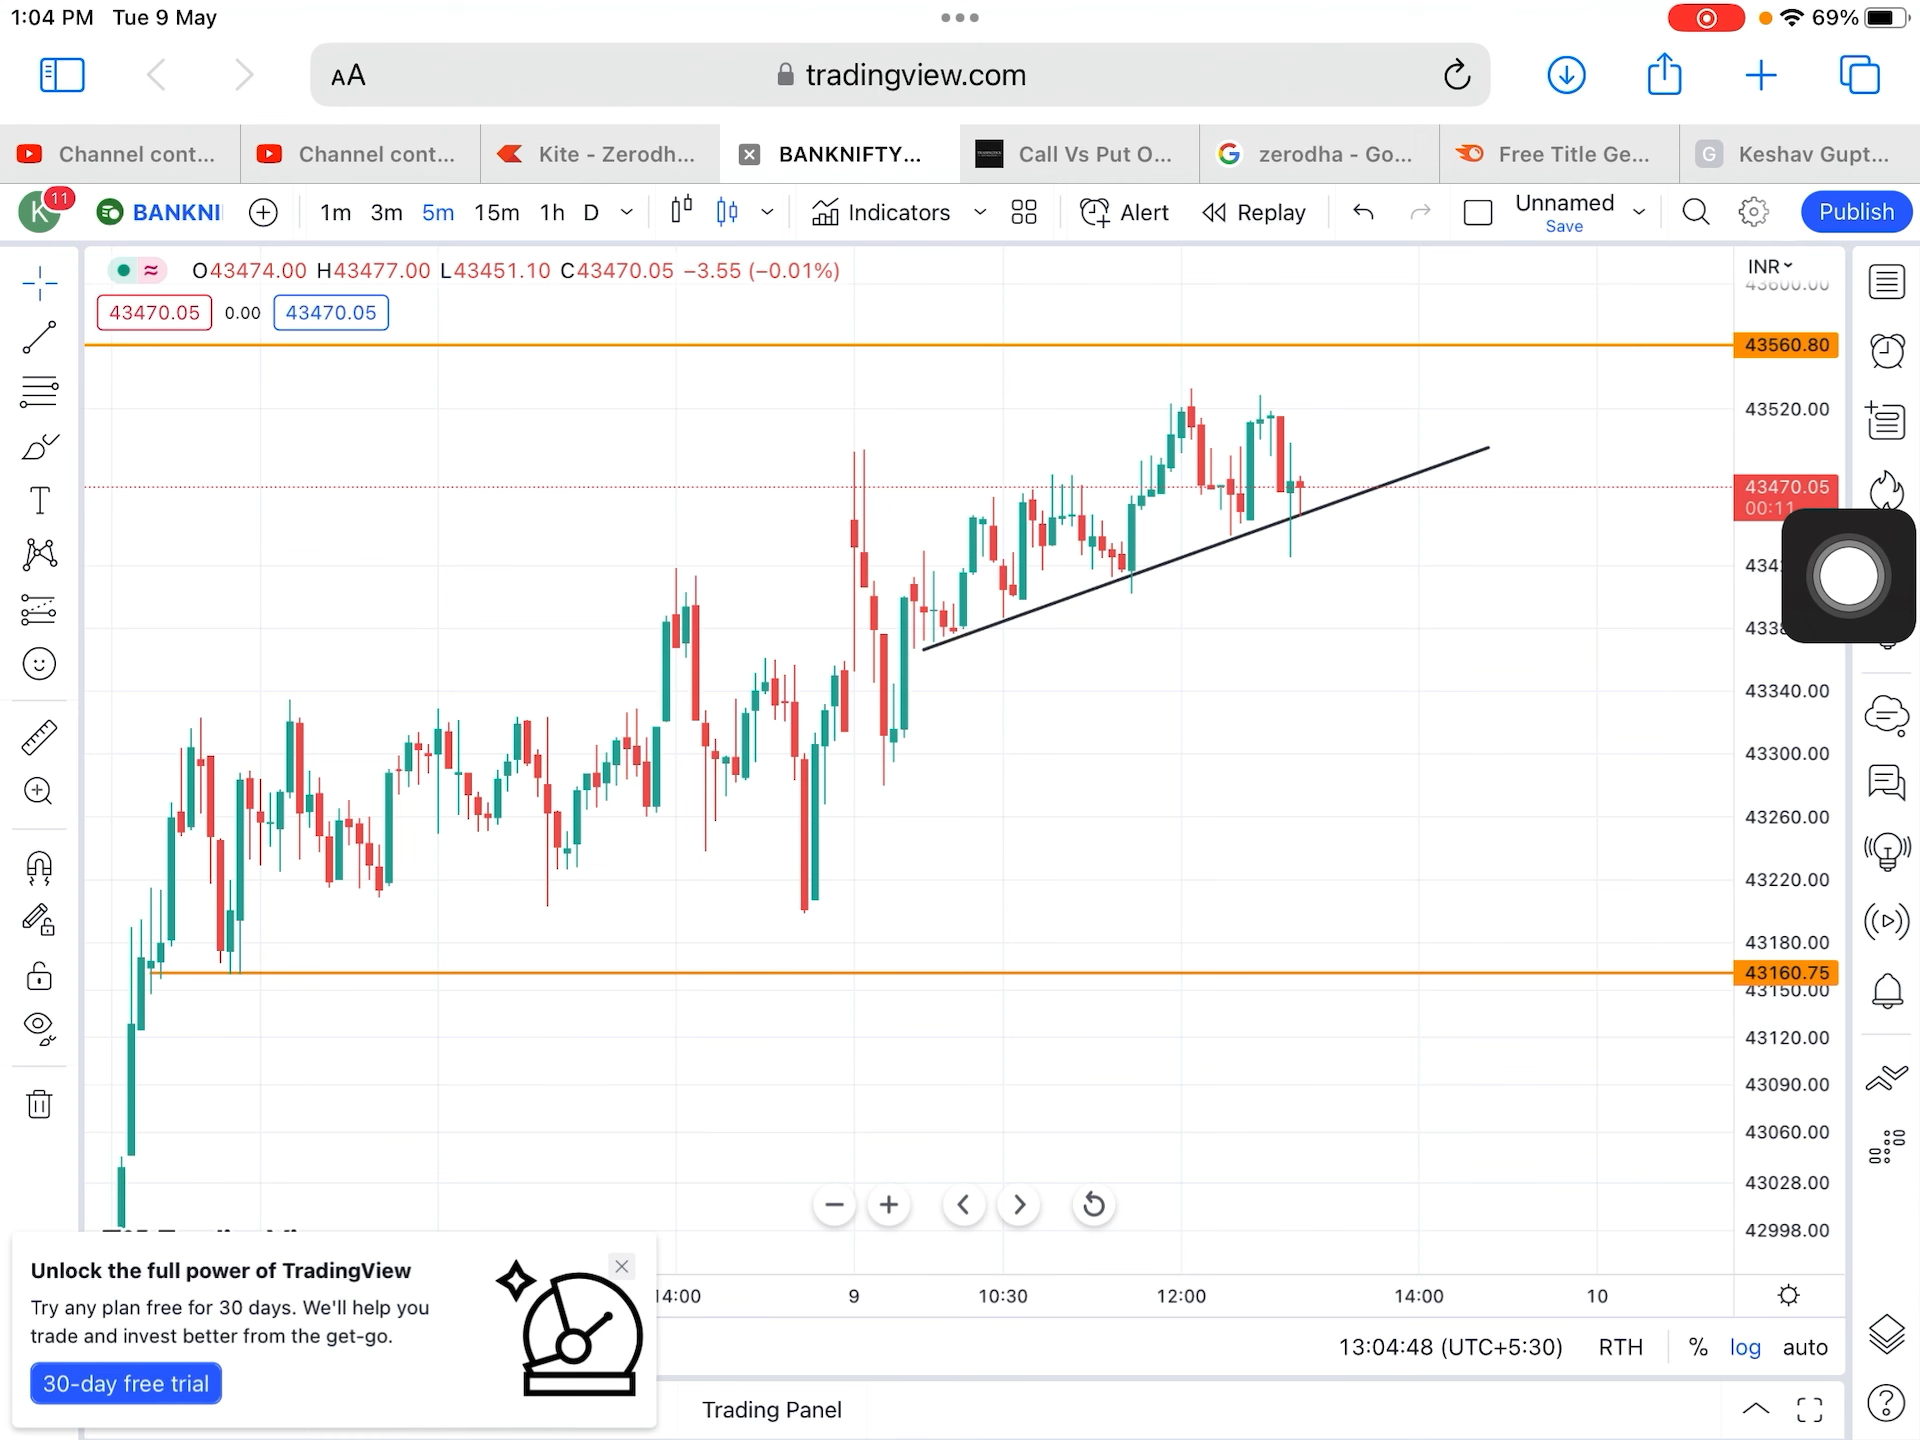 1:04 PM Tue 9 May
69%
AA
tradingview.com
Channel cont...
Channel cont...
Kite - Zerodh...
BANKNIFTY...
Call Vs Put O...
zerodha - Go...
Free Title Ge...
G
Keshav Gupt...
K
11
BANKNI
1m 3m 5m 15m 1h D
Indicators
Alert
Replay
Unnamed
Save
Publish
O43474.00 H43477.00 L43451.10 C43470.05 −3.55 (−0.01%)
43470.05 0.00 43470.05
INR
43600.00
43560.80
43520.00
43470.05
00:11
43340.00
43300.00
43260.00
43220.00
43180.00
43160.75
43150.00
43120.00
43090.00
43060.00
43028.00
42998.00
Unlock the full power of TradingView
Try any plan free for 30 days. We'll help you
trade and invest better from the get-go.
30-day free trial
14:00 9 10:30 12:00 14:00 10
13:04:48 (UTC+5:30) RTH % log auto
Trading Panel